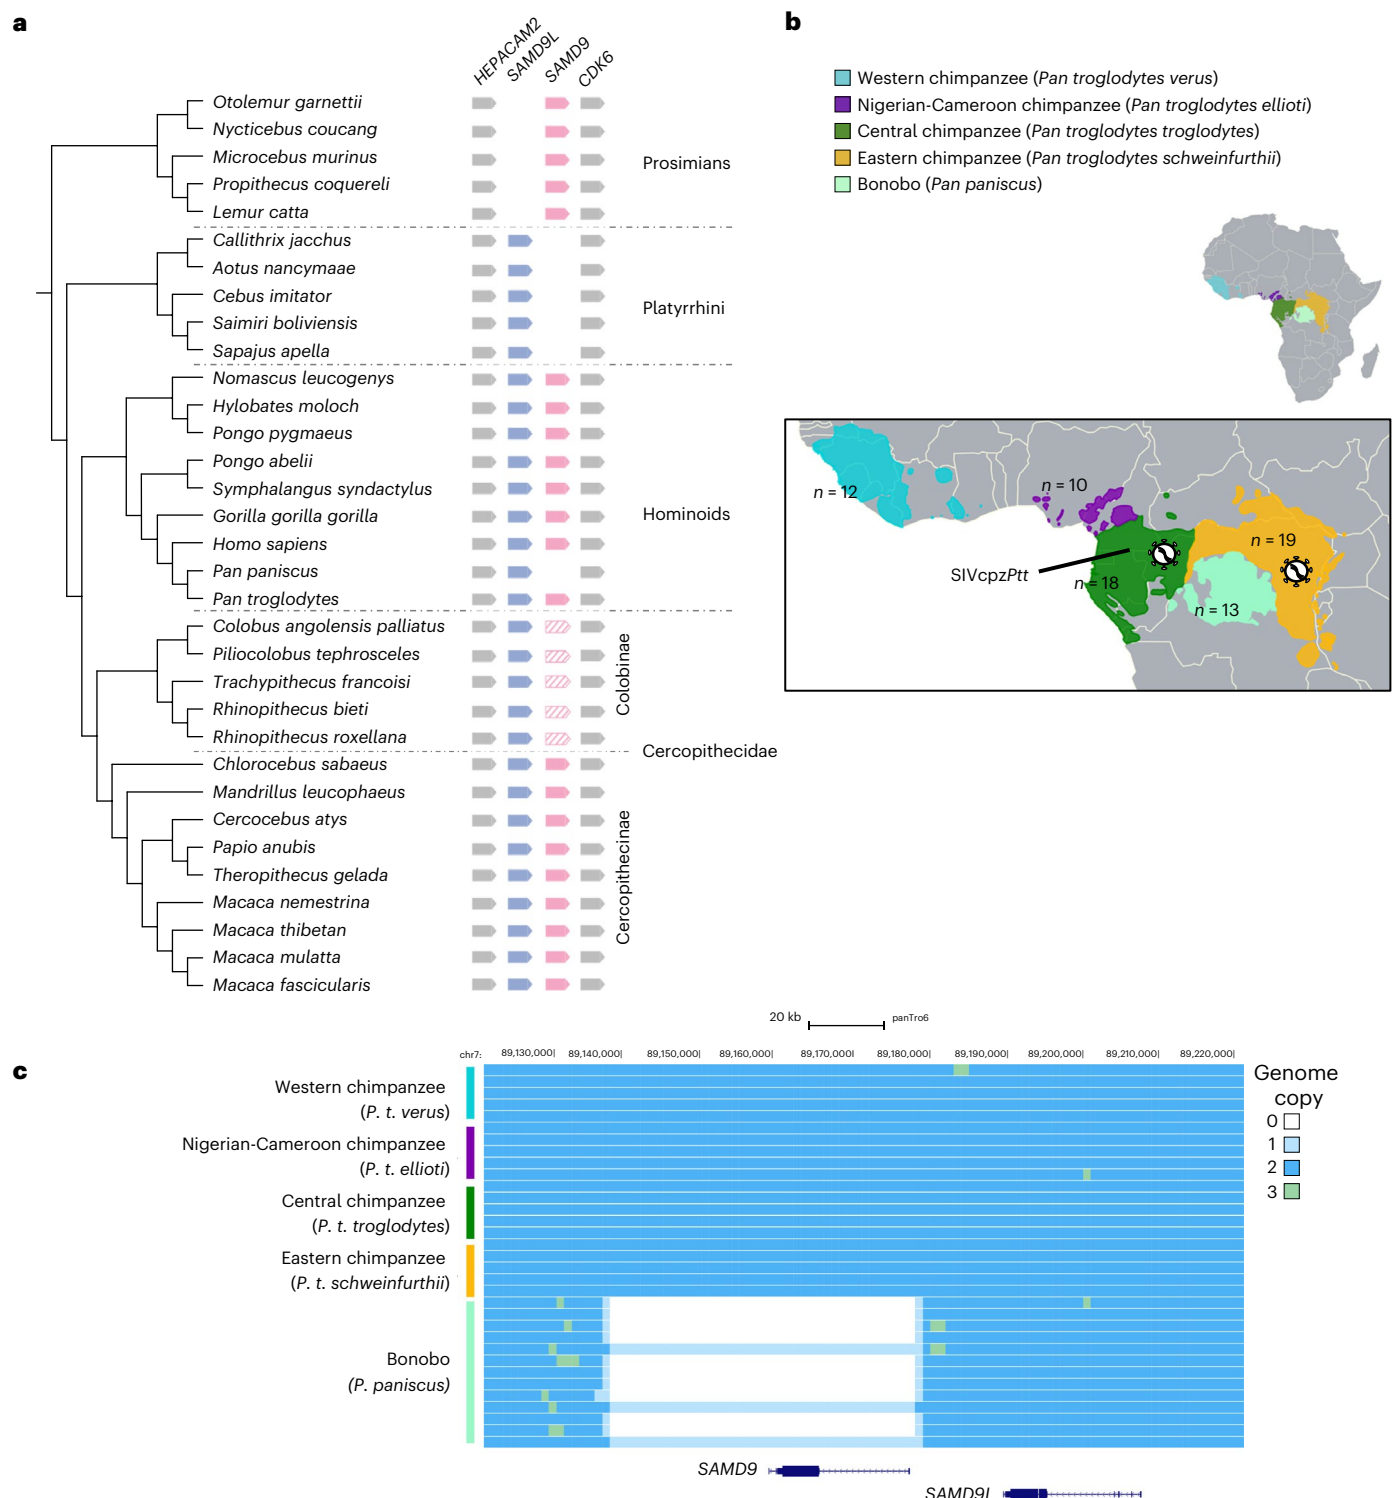 a
HEPACAM2
SAMD9L
SAMD9
CDK6
Otolemur garnettii
Nycticebus coucang
Microcebus murinus
Propithecus coquereli
Lemur catta
Prosimians
Callithrix jacchus
Aotus nancymaae
Cebus imitator
Saimiri boliviensis
Sapajus apella
Platyrrhini
Nomascus leucogenys
Hylobates moloch
Pongo pygmaeus
Pongo abelii
Symphalangus syndactylus
Gorilla gorilla gorilla
Homo sapiens
Pan paniscus
Pan troglodytes
Hominoids
Colobus angolensis palliatus
Piliocolobus tephrosceles
Trachypithecus francoisi
Rhinopithecus bieti
Rhinopithecus roxellana
Colobinae
Cercopithecidae
Chlorocebus sabaeus
Mandrillus leucophaeus
Cercocebus atys
Papio anubis
Theropithecus gelada
Macaca nemestrina
Macaca thibetan
Macaca mulatta
Macaca fascicularis
Cercopithecinae
b
Western chimpanzee (Pan troglodytes verus)
Nigerian-Cameroon chimpanzee (Pan troglodytes ellioti)
Central chimpanzee (Pan troglodytes troglodytes)
Eastern chimpanzee (Pan troglodytes schweinfurthii)
Bonobo (Pan paniscus)
n = 12
n = 10
n = 19
SIVcpzPtt
n = 18
n = 13
20 kb
panTro6
c
chr7:
89,130,000|
89,140,000|
89,150,000|
89,160,000|
89,170,000|
89,180,000|
89,190,000|
89,200,000|
89,210,000|
89,220,000|
Western chimpanzee
(P. t. verus)
Nigerian-Cameroon chimpanzee
(P. t. ellioti)
Central chimpanzee
(P. t. troglodytes)
Eastern chimpanzee
(P. t. schweinfurthii)
Bonobo
(P. paniscus)
Genome
copy
0
1
2
3
SAMD9
SAMD9L